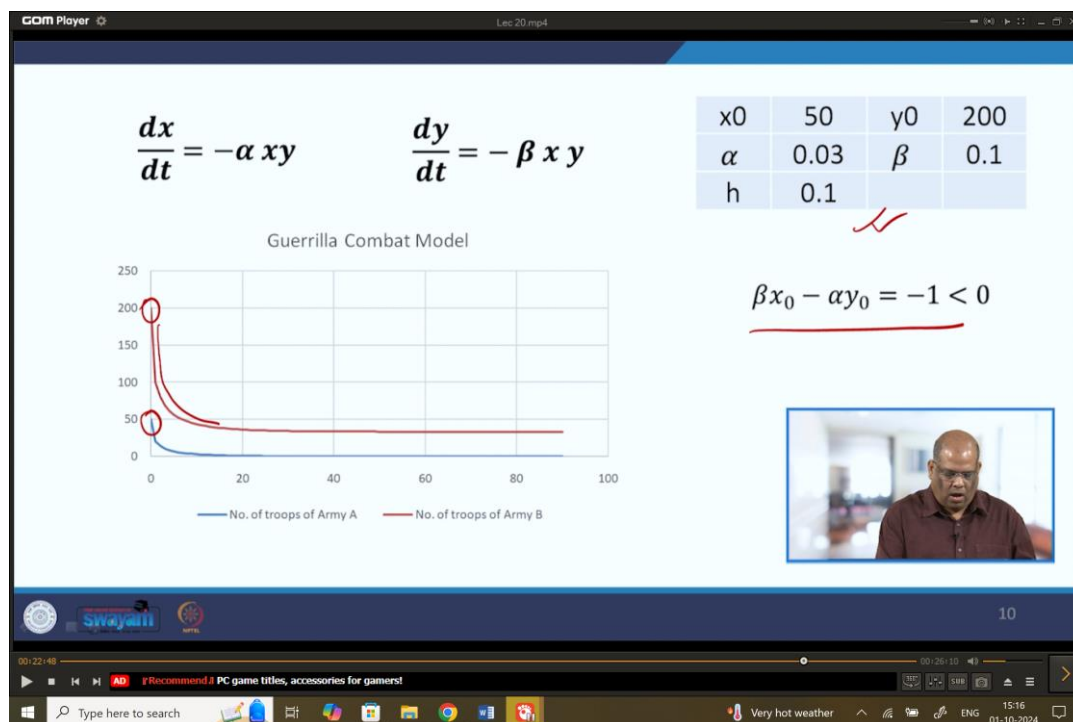 GOM Player
Lec 20.mp4
dx/dt = −α xy
dy/dt = − β x y
x0 50 y0 200
α 0.03 β 0.1
h 0.1
βx₀ − αy₀ = −1 < 0
Guerrilla Combat Model
250
200
150
100
50
0
0 20 40 60 80 100
No. of troops of Army A No. of troops of Army B
swayam
NPTEL
10
00:22:48 00:26:10
AD Recommend PC game titles, accessories for gamers!
360° SUB
Type here to search
Very hot weather ENG 15:16
01-10-2024